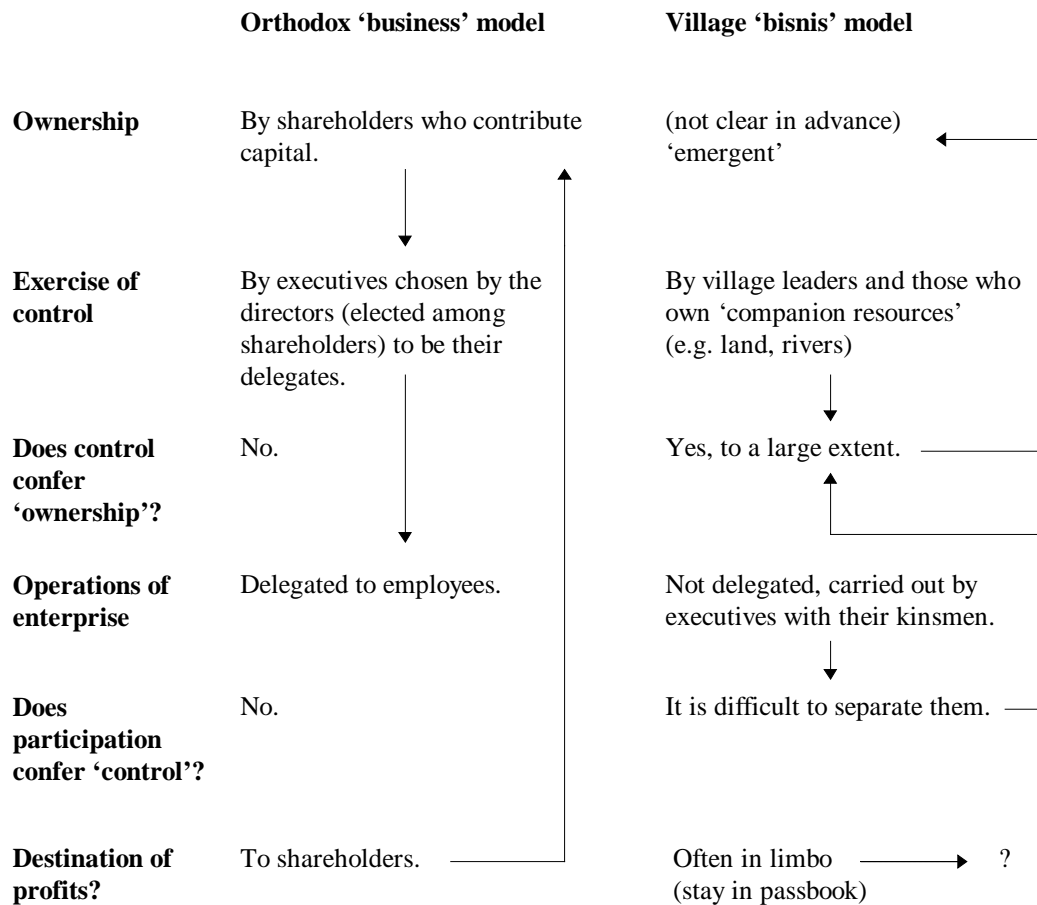 Orthodox ‘business’ model
Village ‘bisnis’ model
Ownership
By shareholders who contribute
capital.
(not clear in advance)
‘emergent’
Exercise of
control
By executives chosen by the
directors (elected among
shareholders) to be their
delegates.
By village leaders and those who
own ‘companion resources’
(e.g. land, rivers)
Does control
confer
‘ownership’?
No.
Yes, to a large extent.
Operations of
enterprise
Delegated to employees.
Not delegated, carried out by
executives with their kinsmen.
Does
participation
confer ‘control’?
No.
It is difficult to separate them.
Destination of
profits?
To shareholders.
Often in limbo
(stay in passbook)
?